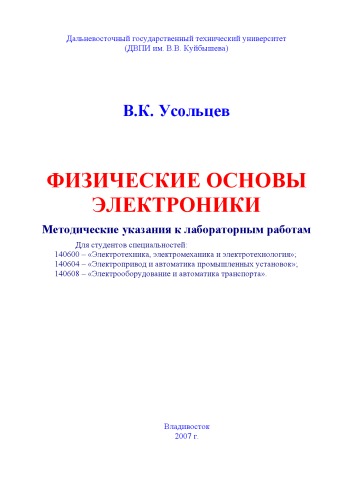 Дальневосточный государственный технический университет
(ДВПИ им. В.В. Куйбышева)
В.К. Усольцев
ФИЗИЧЕСКИЕ ОСНОВЫ
ЭЛЕКТРОНИКИ
Методические указания к лабораторным работам
Для студентов специальностей:
140600 – «Электротехника, электромеханика и электротехнология»;
140604 – «Электропривод и автоматика промышленных установок»;
140608 – «Электрооборудование и автоматика транспорта».
Владивосток
2007 г.